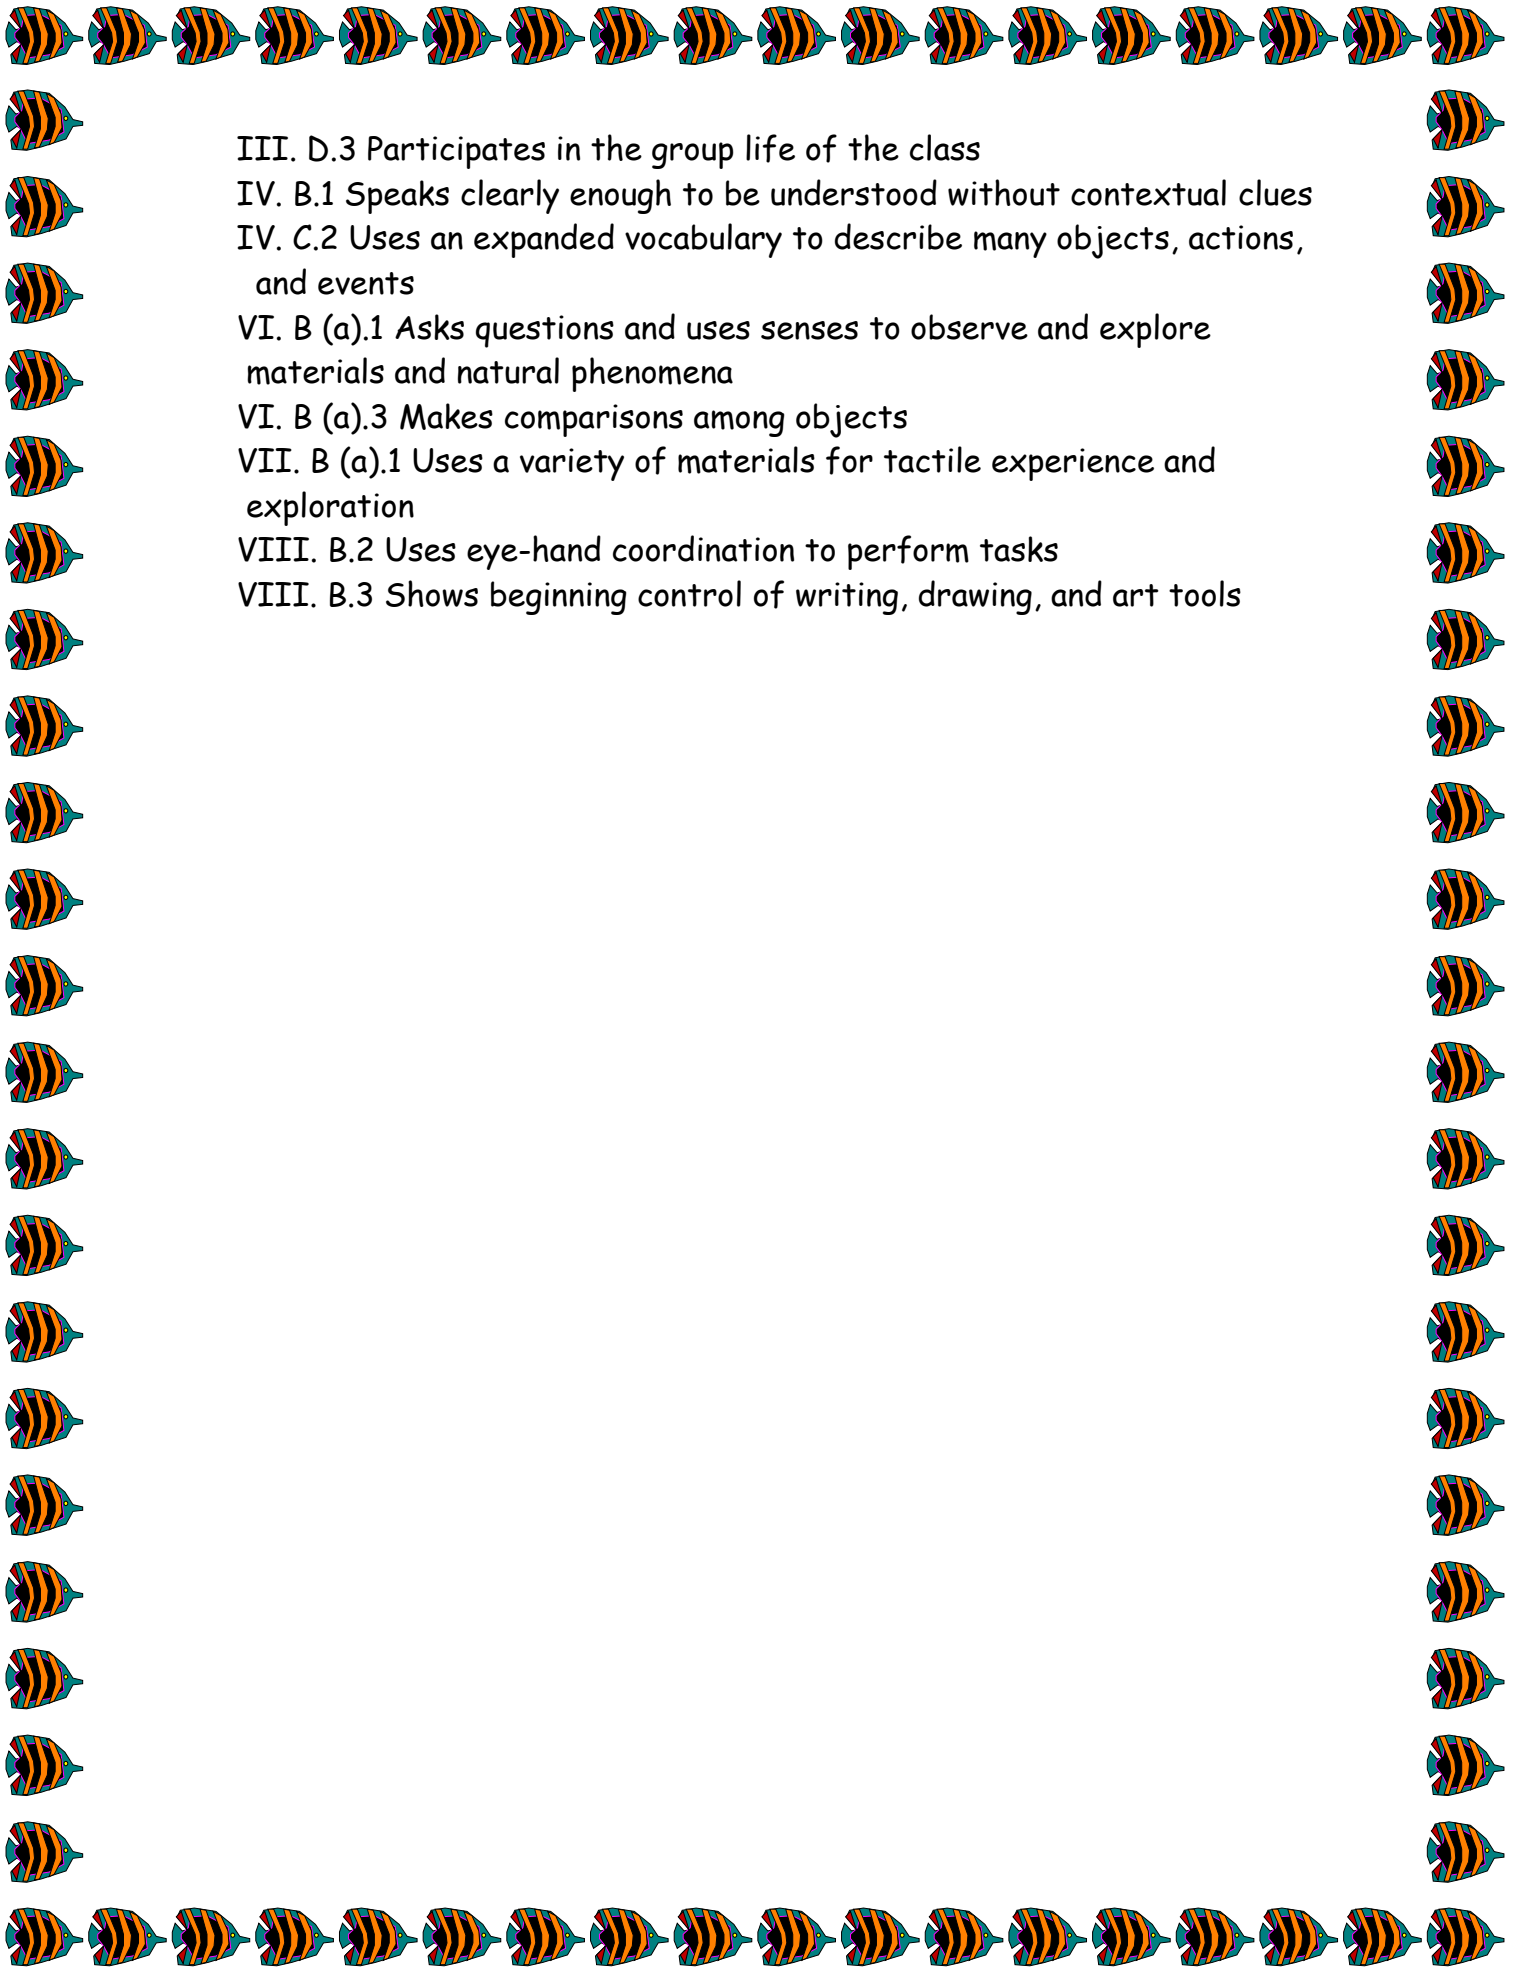 III. D.3 Participates in the group life of the class
IV. B.1 Speaks clearly enough to be understood without contextual clues
IV. C.2 Uses an expanded vocabulary to describe many objects, actions,
and events
VI. B (a).1 Asks questions and uses senses to observe and explore
materials and natural phenomena
VI. B (a).3 Makes comparisons among objects
VII. B (a).1 Uses a variety of materials for tactile experience and
exploration
VIII. B.2 Uses eye-hand coordination to perform tasks
VIII. B.3 Shows beginning control of writing, drawing, and art tools